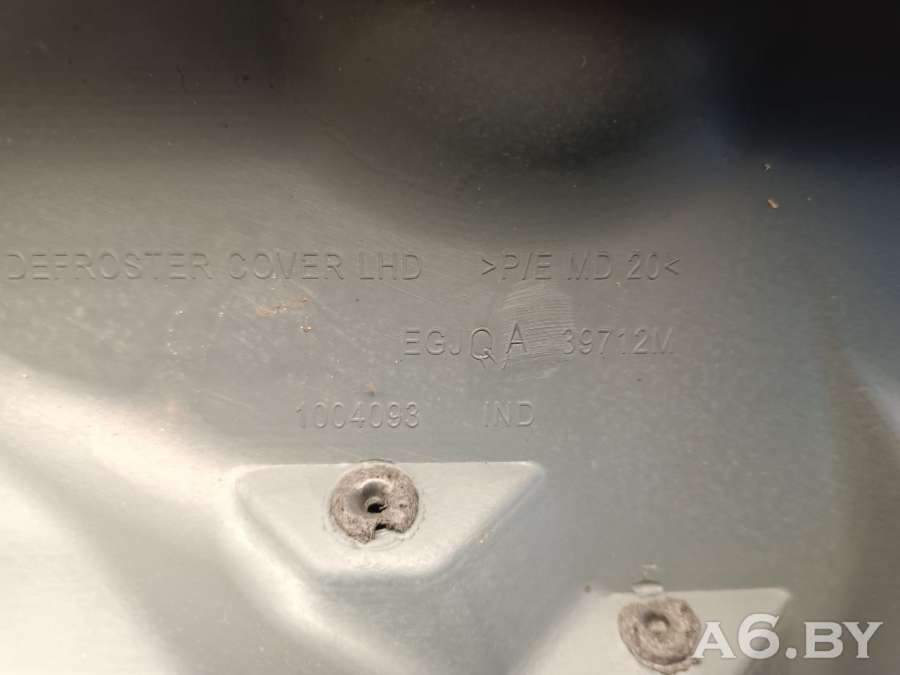 DEFROSTER COVER LHD >P/E MD 20<
EGJQA 39712M
1004093 IND
A6.BY